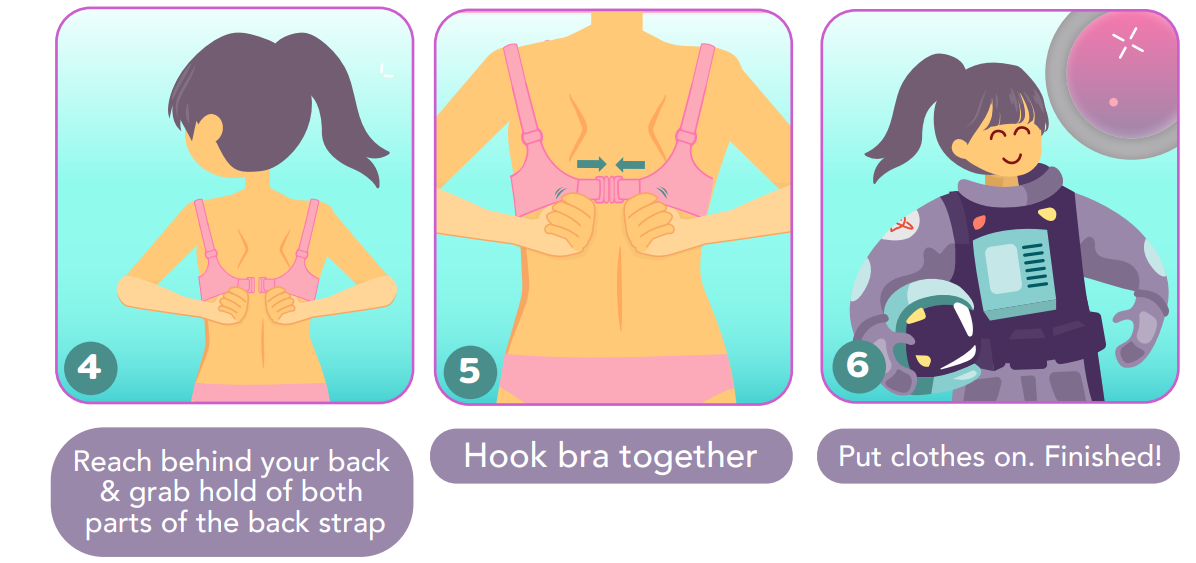 4
5
6
Reach behind your back
& grab hold of both
parts of the back strap
Hook bra together
Put clothes on. Finished!